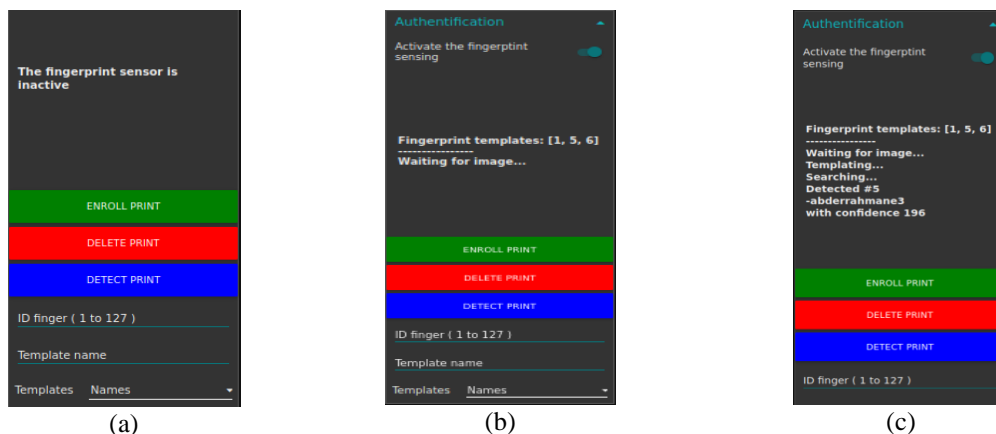 The fingerprint sensor is
inactive
ENROLL PRINT
DELETE PRINT
DETECT PRINT
ID finger ( 1 to 127 )
Template name
Templates Names
(a)
Authentification
Activate the fingerptint
sensing
Fingerprint templates: [1, 5, 6]
----------------
Waiting for image...
ENROLL PRINT
DELETE PRINT
DETECT PRINT
ID finger ( 1 to 127 )
Template name
Templates Names
(b)
Authentification
Activate the fingerptint
sensing
Fingerprint templates: [1, 5, 6]
----------------
Waiting for image...
Templating...
Searching...
Detected #5
-abderrahmane3
with confidence 196
ENROLL PRINT
DELETE PRINT
DETECT PRINT
ID finger ( 1 to 127 )
(c)